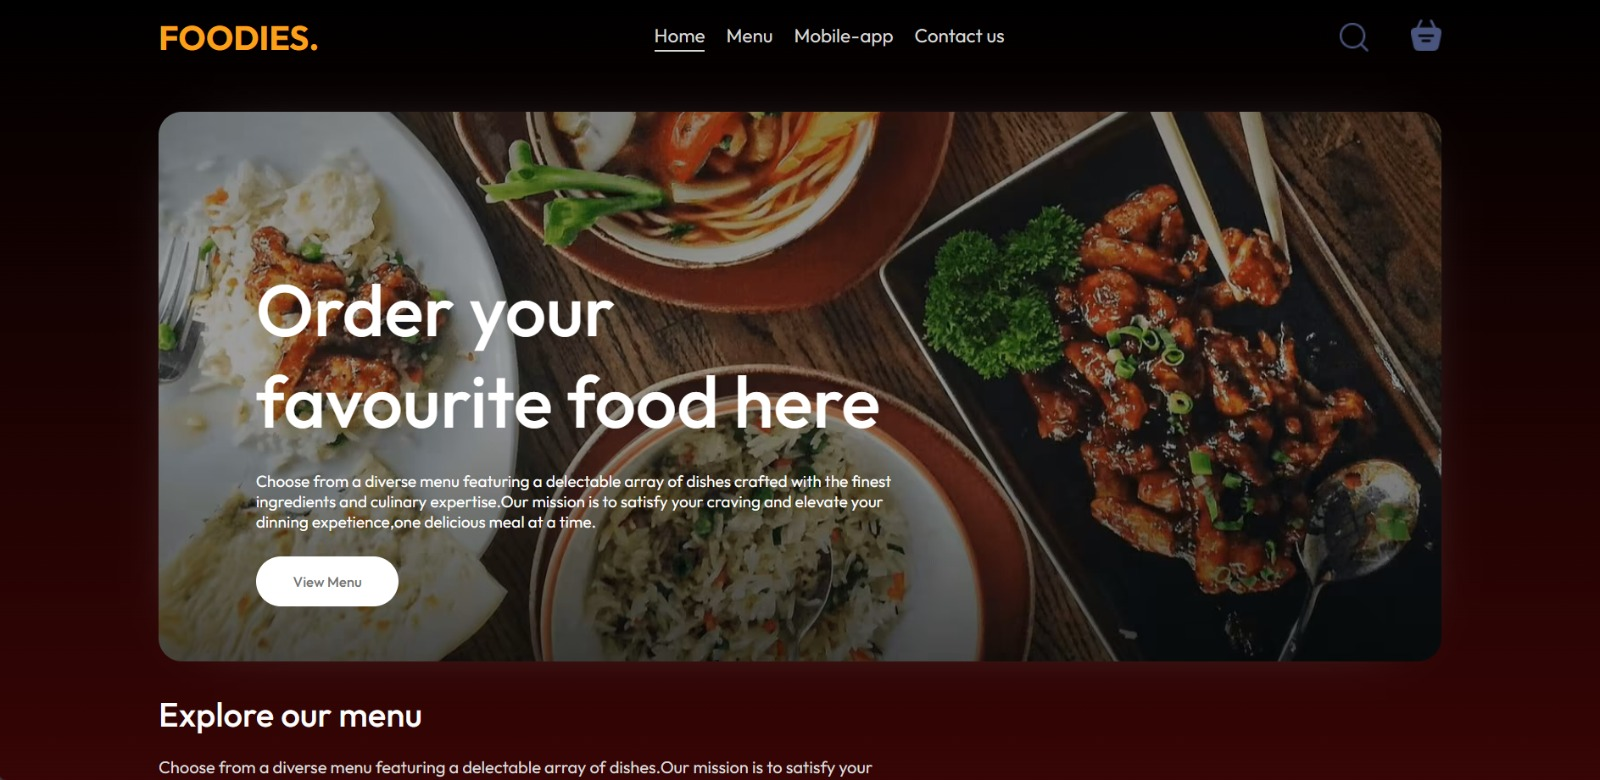 FOODIES.
Home Menu Mobile-app Contact us
Order your
favourite food here
Choose from a diverse menu featuring a delectable array of dishes crafted with the finest
ingredients and culinary expertise.Our mission is to satisfy your craving and elevate your
dinning expetience,one delicious meal at a time.
View Menu
Explore our menu
Choose from a diverse menu featuring a delectable array of dishes.Our mission is to satisfy your